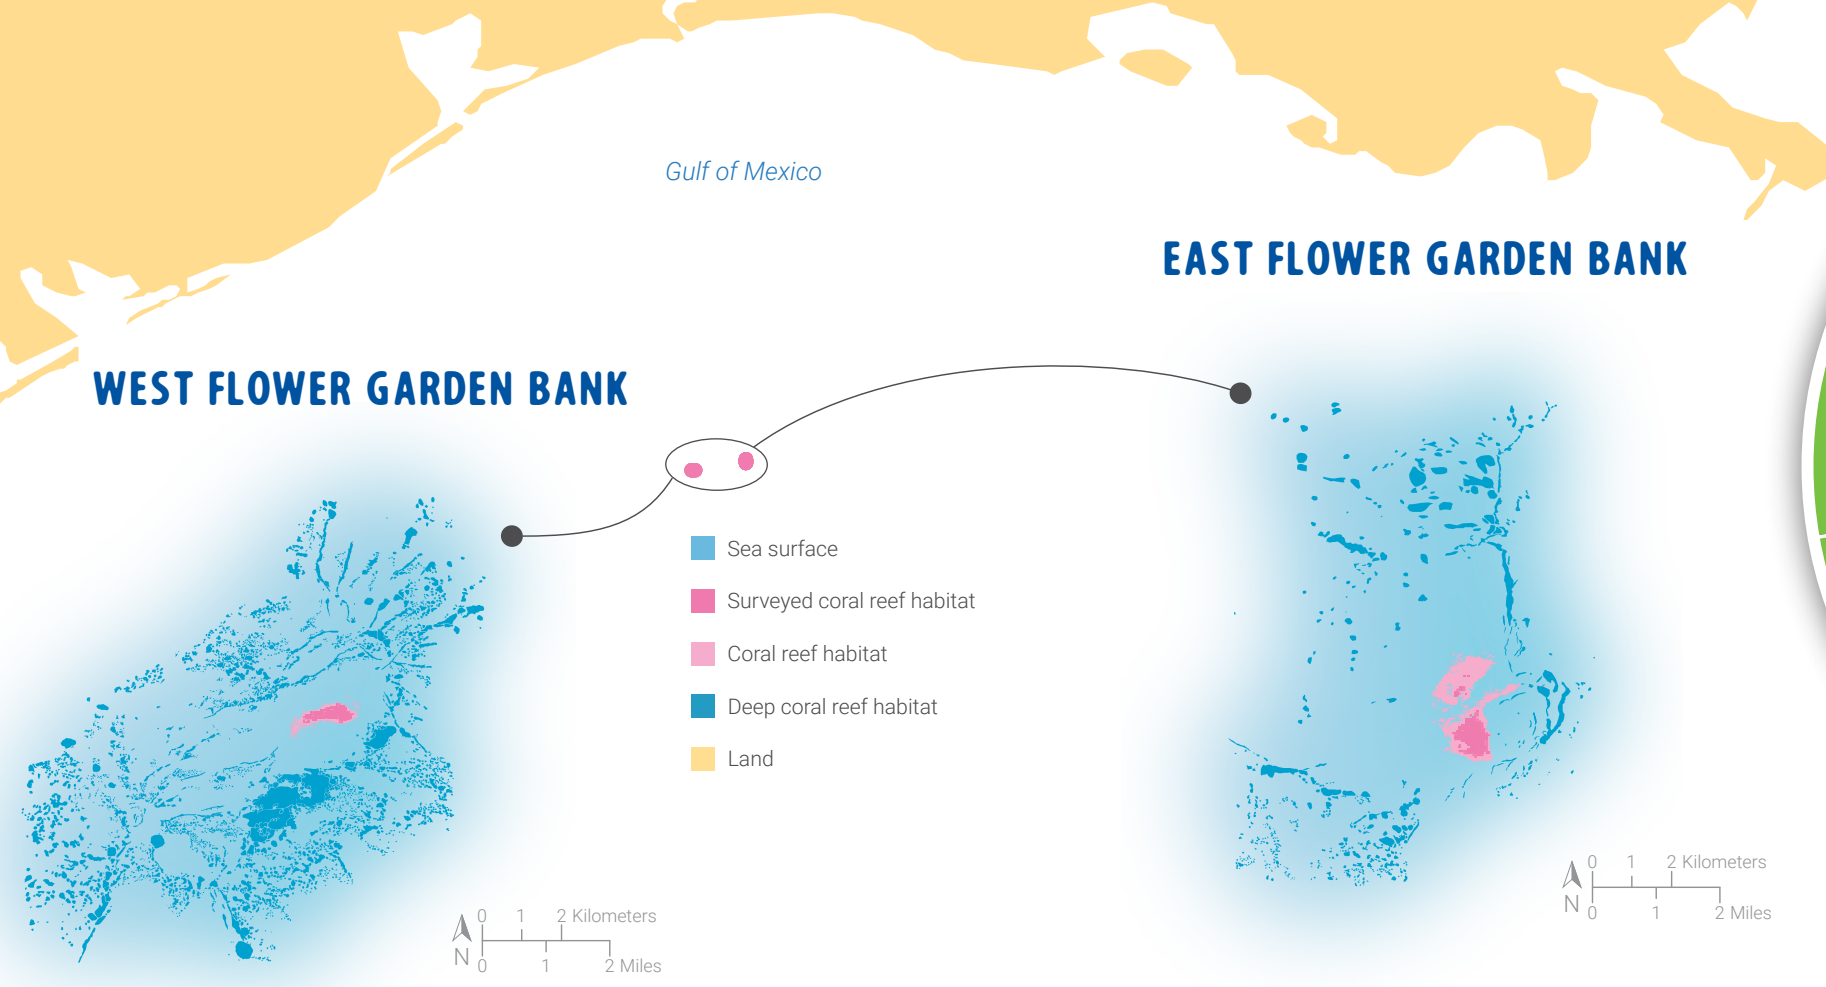 Gulf of Mexico
EAST FLOWER GARDEN BANK
WEST FLOWER GARDEN BANK
Sea surface
Surveyed coral reef habitat
Coral reef habitat
Deep coral reef habitat
Land
0 1 2 Kilometers
N 0 1 2 Miles
0 1 2 Kilometers
N 0 1 2 Miles